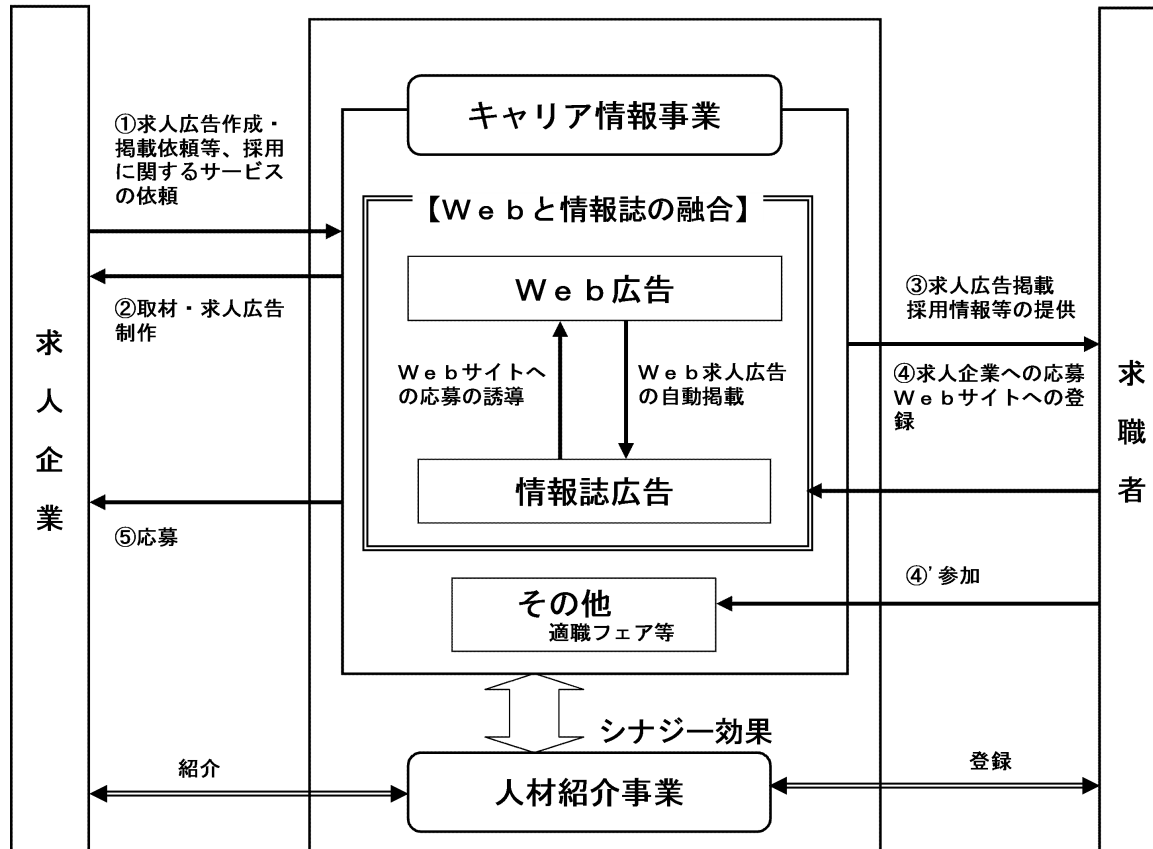 キャリア情報事業
①求人広告作成・
掲載依頼等、採用
に関するサービス
の依頼
【Ｗｅｂと情報誌の融合】
Ｗｅｂ広告
②取材・求人広告
制作
③求人広告掲載
採用情報等の提供
求人企業
Ｗｅｂサイトへ
の応募の誘導
Ｗｅｂ求人広告
の自動掲載
④求人企業への応募
Ｗｅｂサイトへの登
録
求職者
情報誌広告
⑤応募
④'参加
その他
適職フェア等
シナジー効果
紹介
人材紹介事業
登録